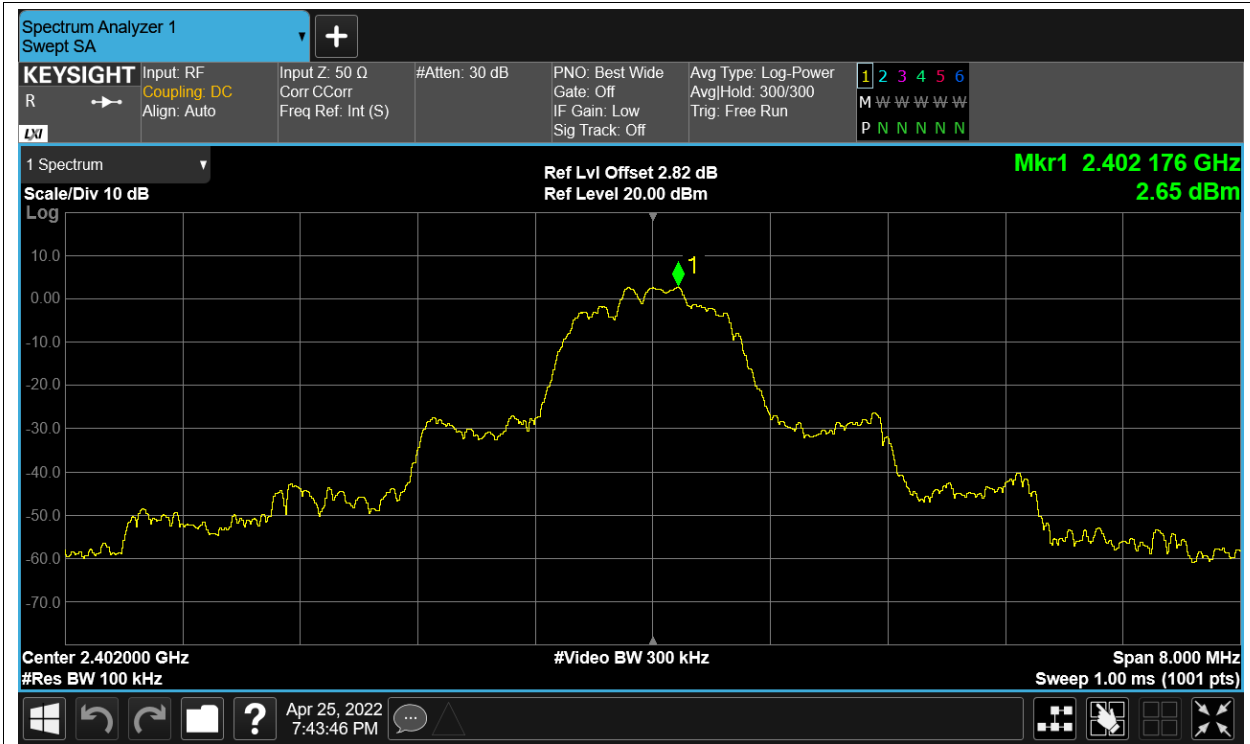 Spectrum Analyzer 1
Swept SA
KEYSIGHT
R
LXI
Input: RF
Coupling: DC
Align: Auto
Input Z: 50 Ω
Corr CCorr
Freq Ref: Int (S)
#Atten: 30 dB
PNO: Best Wide
Gate: Off
IF Gain: Low
Sig Track: Off
Avg Type: Log-Power
Avg|Hold: 300/300
Trig: Free Run
1 2 3 4 5 6
M W W W W W
P N N N N N
1 Spectrum
Scale/Div 10 dB
Log
Ref Lvl Offset 2.82 dB
Ref Level 20.00 dBm
Mkr1 2.402 176 GHz
2.65 dBm
1
10.0
0.00
-10.0
-20.0
-30.0
-40.0
-50.0
-60.0
-70.0
Center 2.402000 GHz
#Res BW 100 kHz
#Video BW 300 kHz
Span 8.000 MHz
Sweep 1.00 ms (1001 pts)
?
Apr 25, 2022
7:43:46 PM